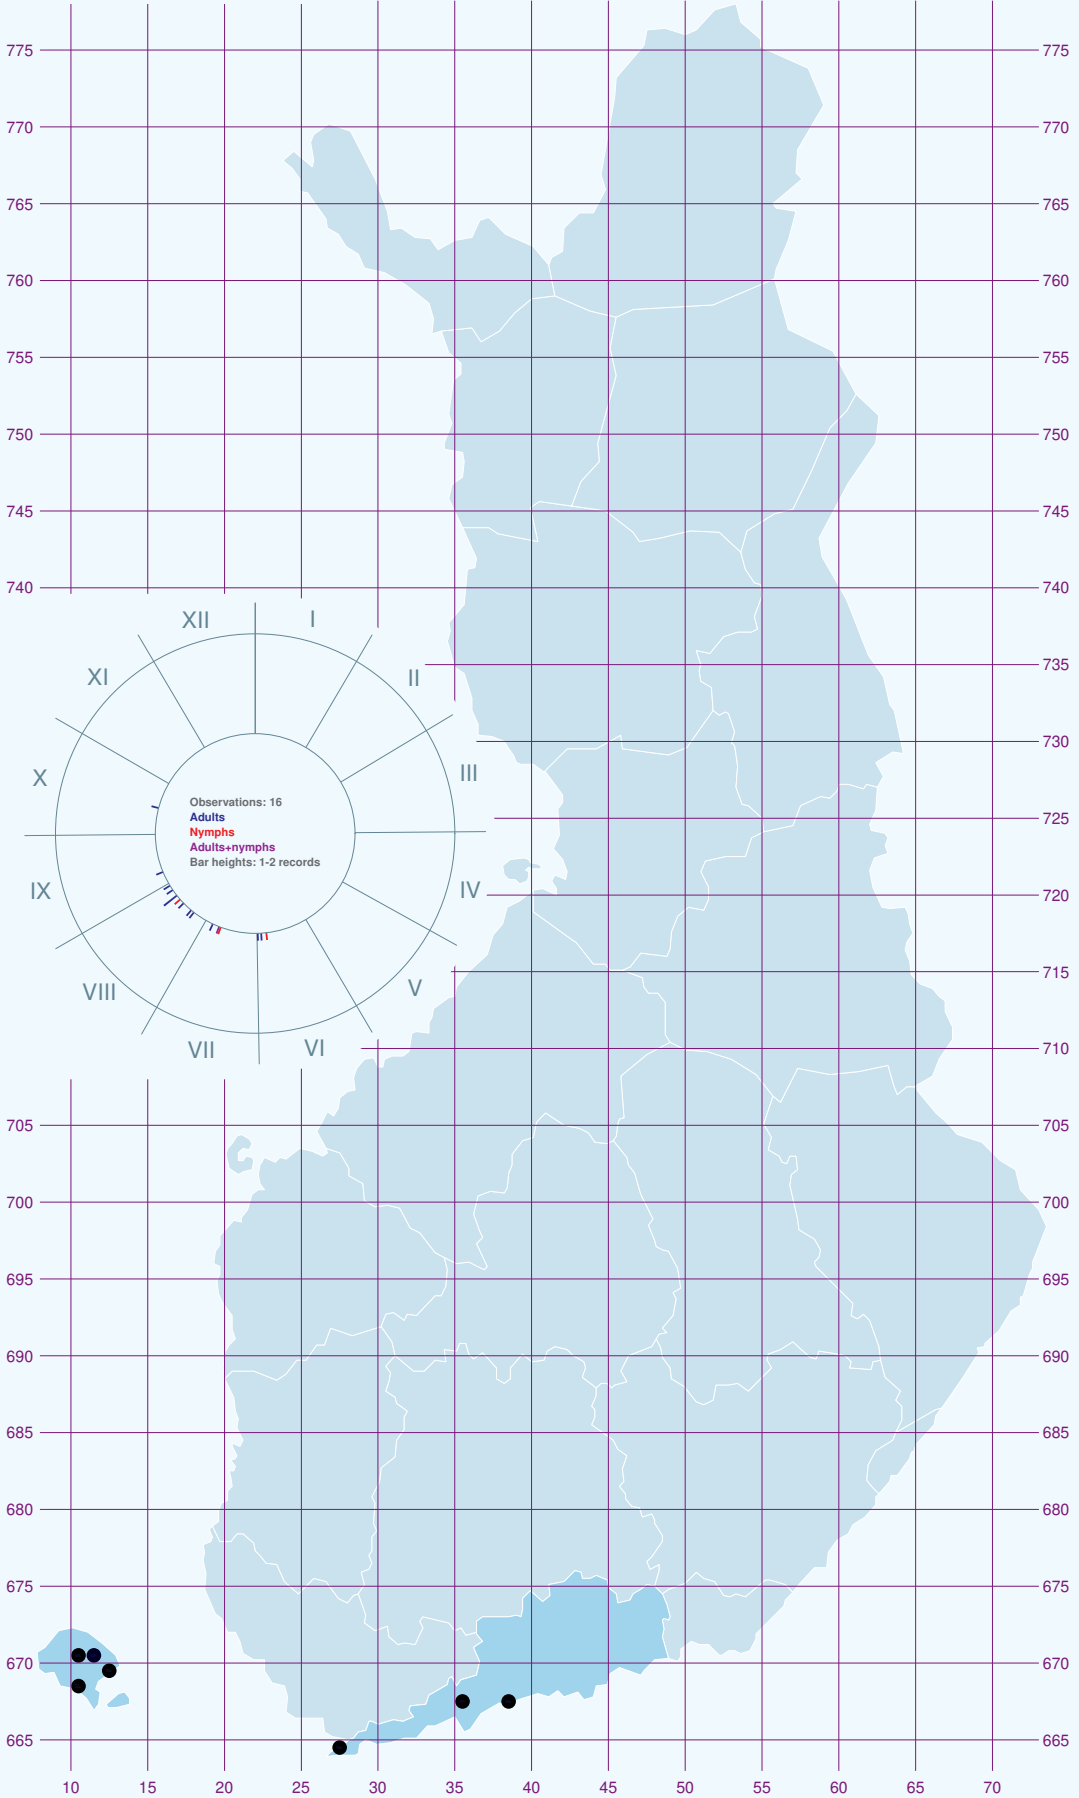 775 775
770 770
765 765
760 760
755 755
750 750
745 745
740 740
XII I
XI II
735
730
X III
Observations: 16
Adults
Nymphs
Adults+nymphs
Bar heights: 1-2 records
725
IX IV
720
VIII V
715
VII VI
710
705 705
700 700
695 695
690 690
685 685
680 680
675 675
670 670
665 665
10 15 20 25 30 35 40 45 50 55 60 65 70